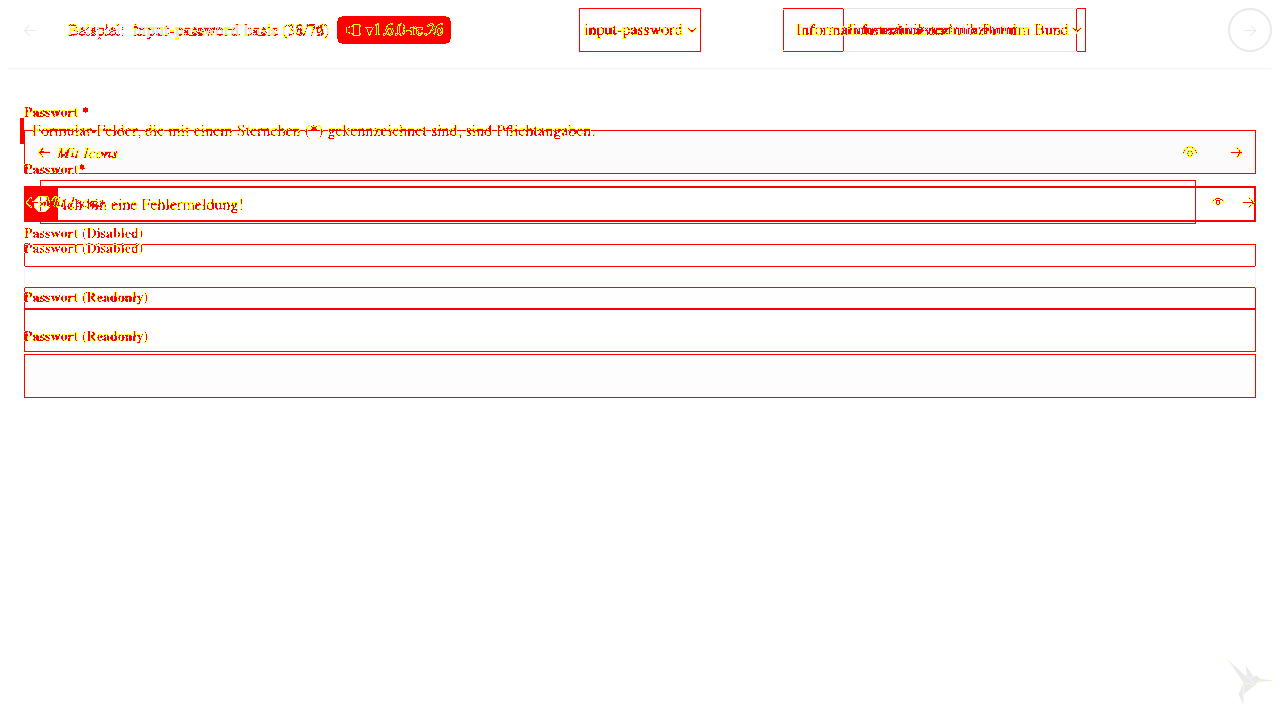 Beispiel: input-password basic (38/79) v1.6.0-rc.26 input-password Bund
Passwort *
Formular-Felder, die mit einem Sternchen (*) gekennzeichnet sind, sind Pflichtangaben.
Mit Icons
Passwort*
Ich bin eine Fehlermeldung!
Passwort (Disabled)
Passwort (Disabled)
Passwort (Readonly)
Passwort (Readonly)